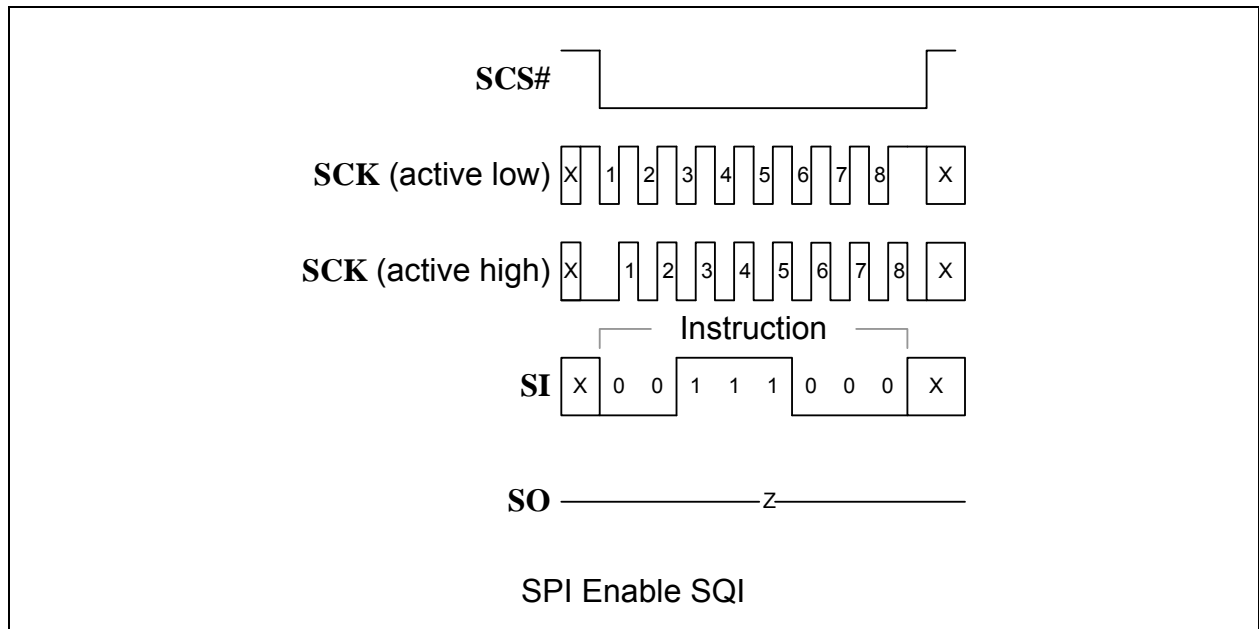 SCS#
SCK (active low) X 1 2 3 4 5 6 7 8 X
SCK (active high) X 1 2 3 4 5 6 7 8 X
Instruction
SI X 0 0 1 1 1 0 0 0 X
SO Z
SPI Enable SQI